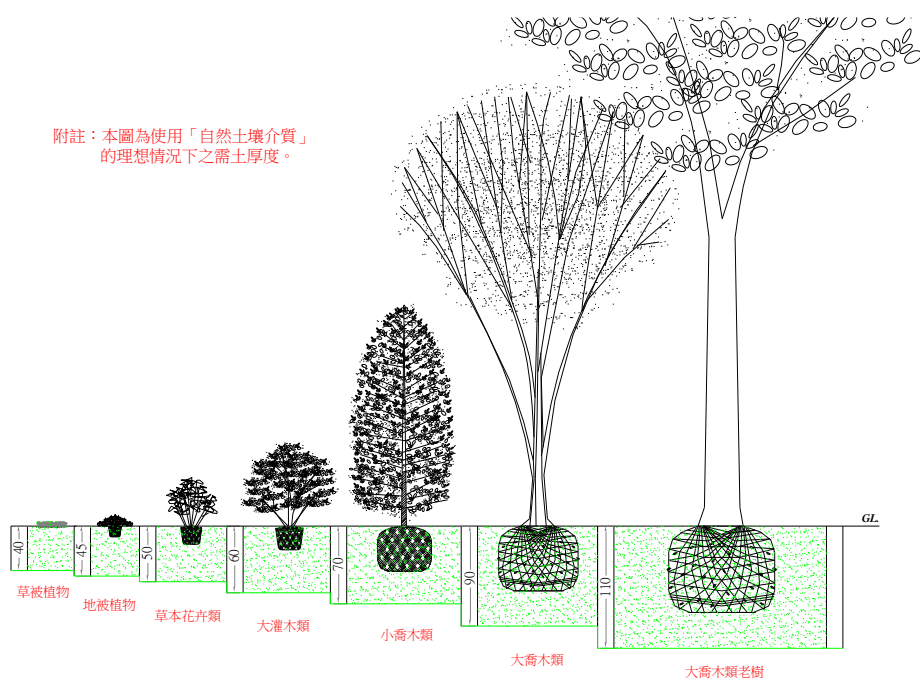 附註：本圖為使用「自然土壤介質」
的理想情況下之需土厚度。
GL.
40
45
50
60
70
90
110
草被植物
地被植物
草本花卉類
大灌木類
小喬木類
大喬木類
大喬木類老樹